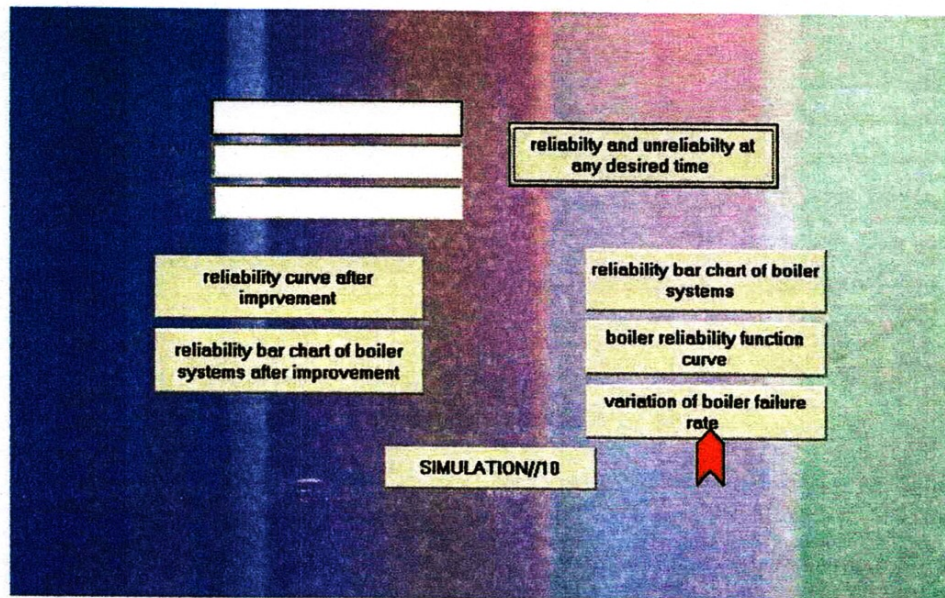 reliabilty and unreliabilty at
any desired time
reliability curve after
imprvement
reliability bar chart of boiler
systems after improvement
reliability bar chart of boiler
systems
boiler reliability function
curve
variation of boiler failure
rate
SIMULATION//10